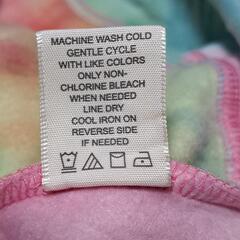 MACHINE WASH COLD
GENTLE CYCLE
WITH LIKE COLORS
ONLY NON-
CHLORINE BLEACH
WHEN NEEDED
LINE DRY
COOL IRON ON
REVERSE SIDE
IF NEEDED